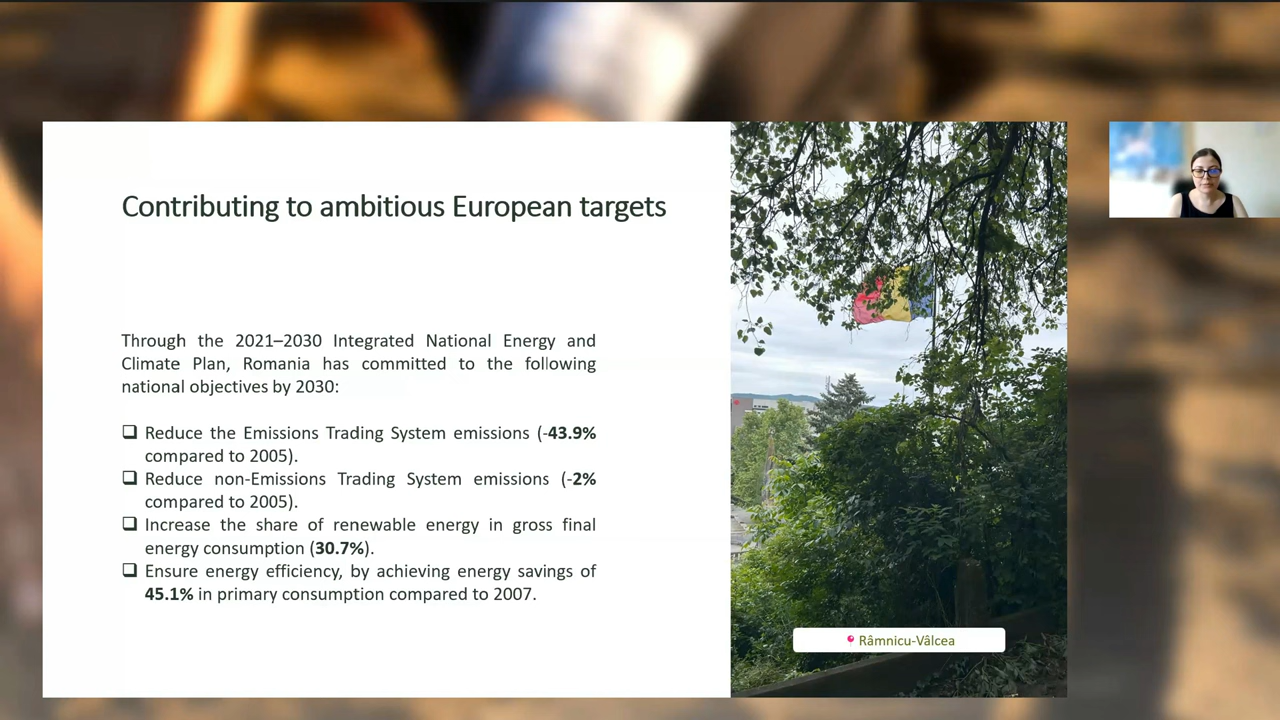 Contributing to ambitious European targets
Through the 2021–2030 Integrated National Energy and
Climate Plan, Romania has committed to the following
national objectives by 2030:
❑ Reduce the Emissions Trading System emissions (-43.9%
compared to 2005).
❑ Reduce non-Emissions Trading System emissions (-2%
compared to 2005).
❑ Increase the share of renewable energy in gross final
energy consumption (30.7%).
❑ Ensure energy efficiency, by achieving energy savings of
45.1% in primary consumption compared to 2007.
Râmnicu-Vâlcea